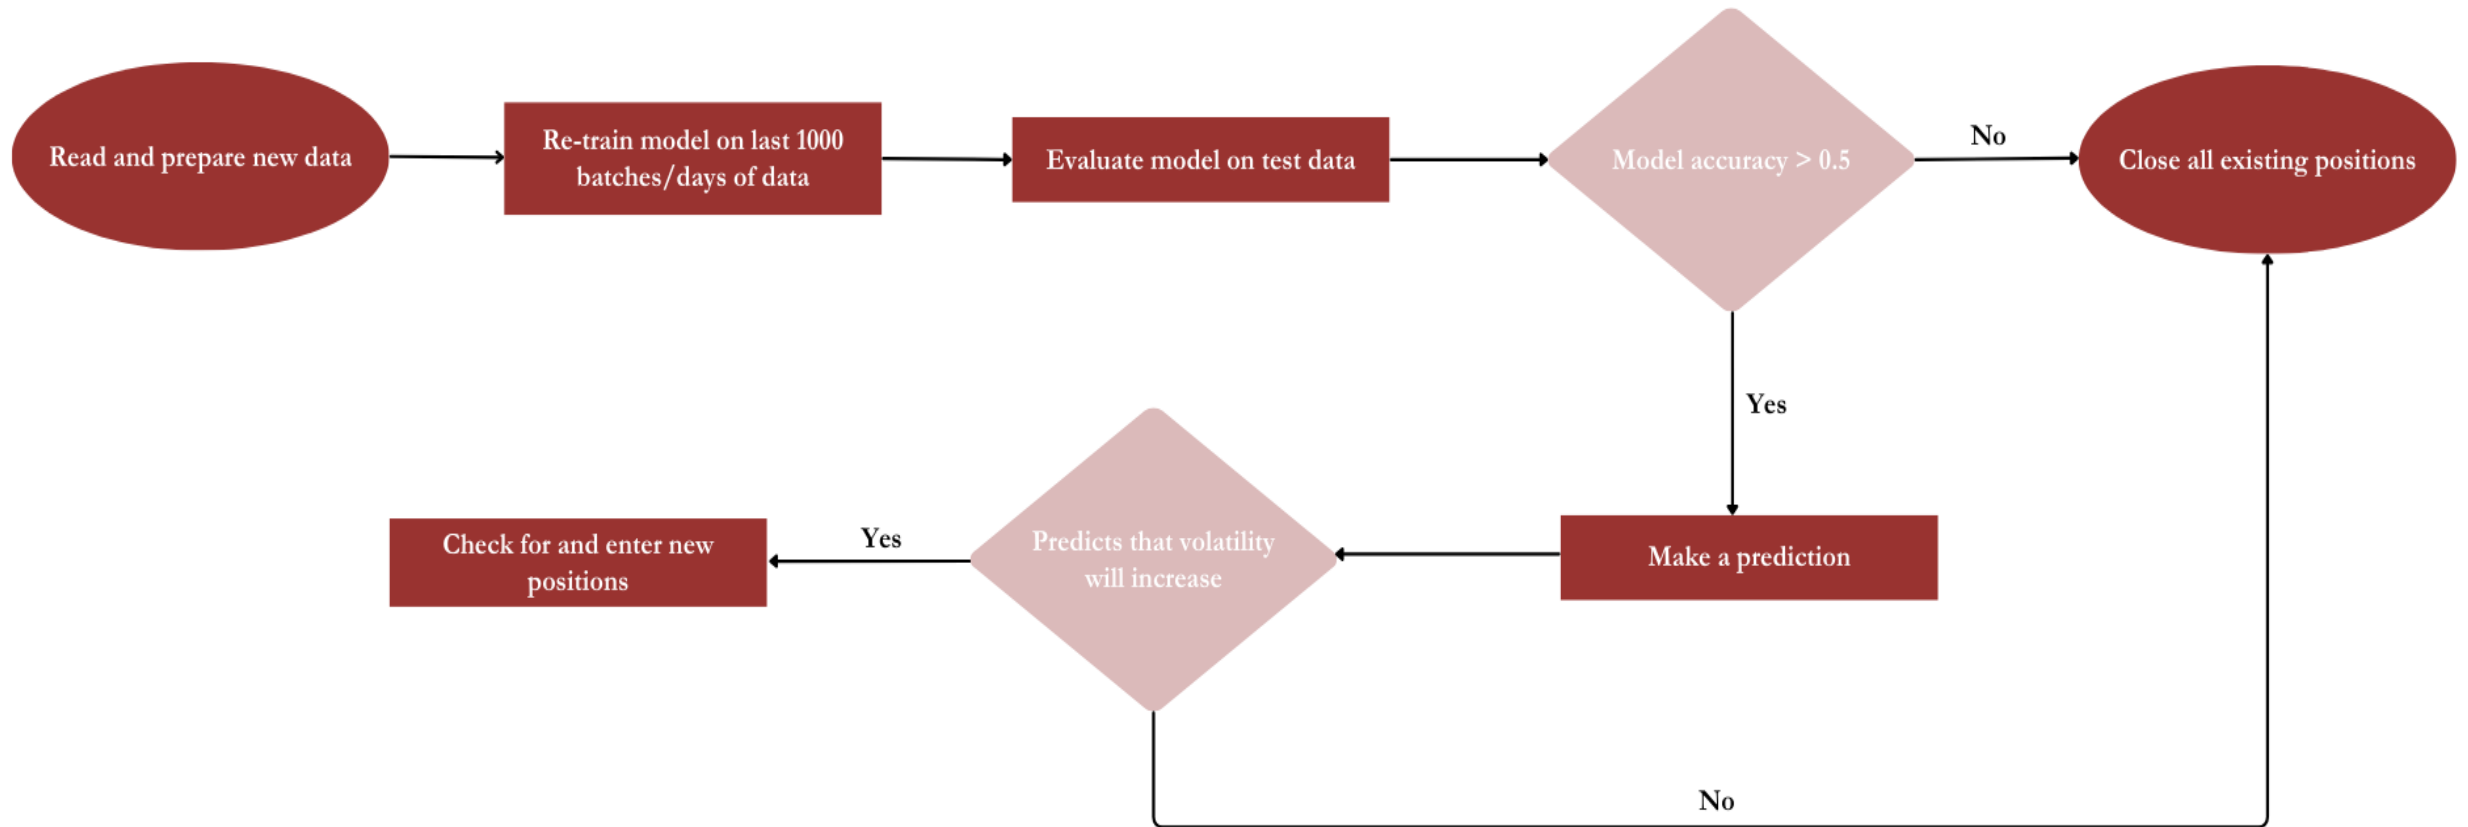 Read and prepare new data
Re-train model on last 1000
batches/days of data
Evaluate model on test data
Model accuracy > 0.5
No
Close all existing positions
Yes
Make a prediction
Predicts that volatility
will increase
Yes
Check for and enter new
positions
No